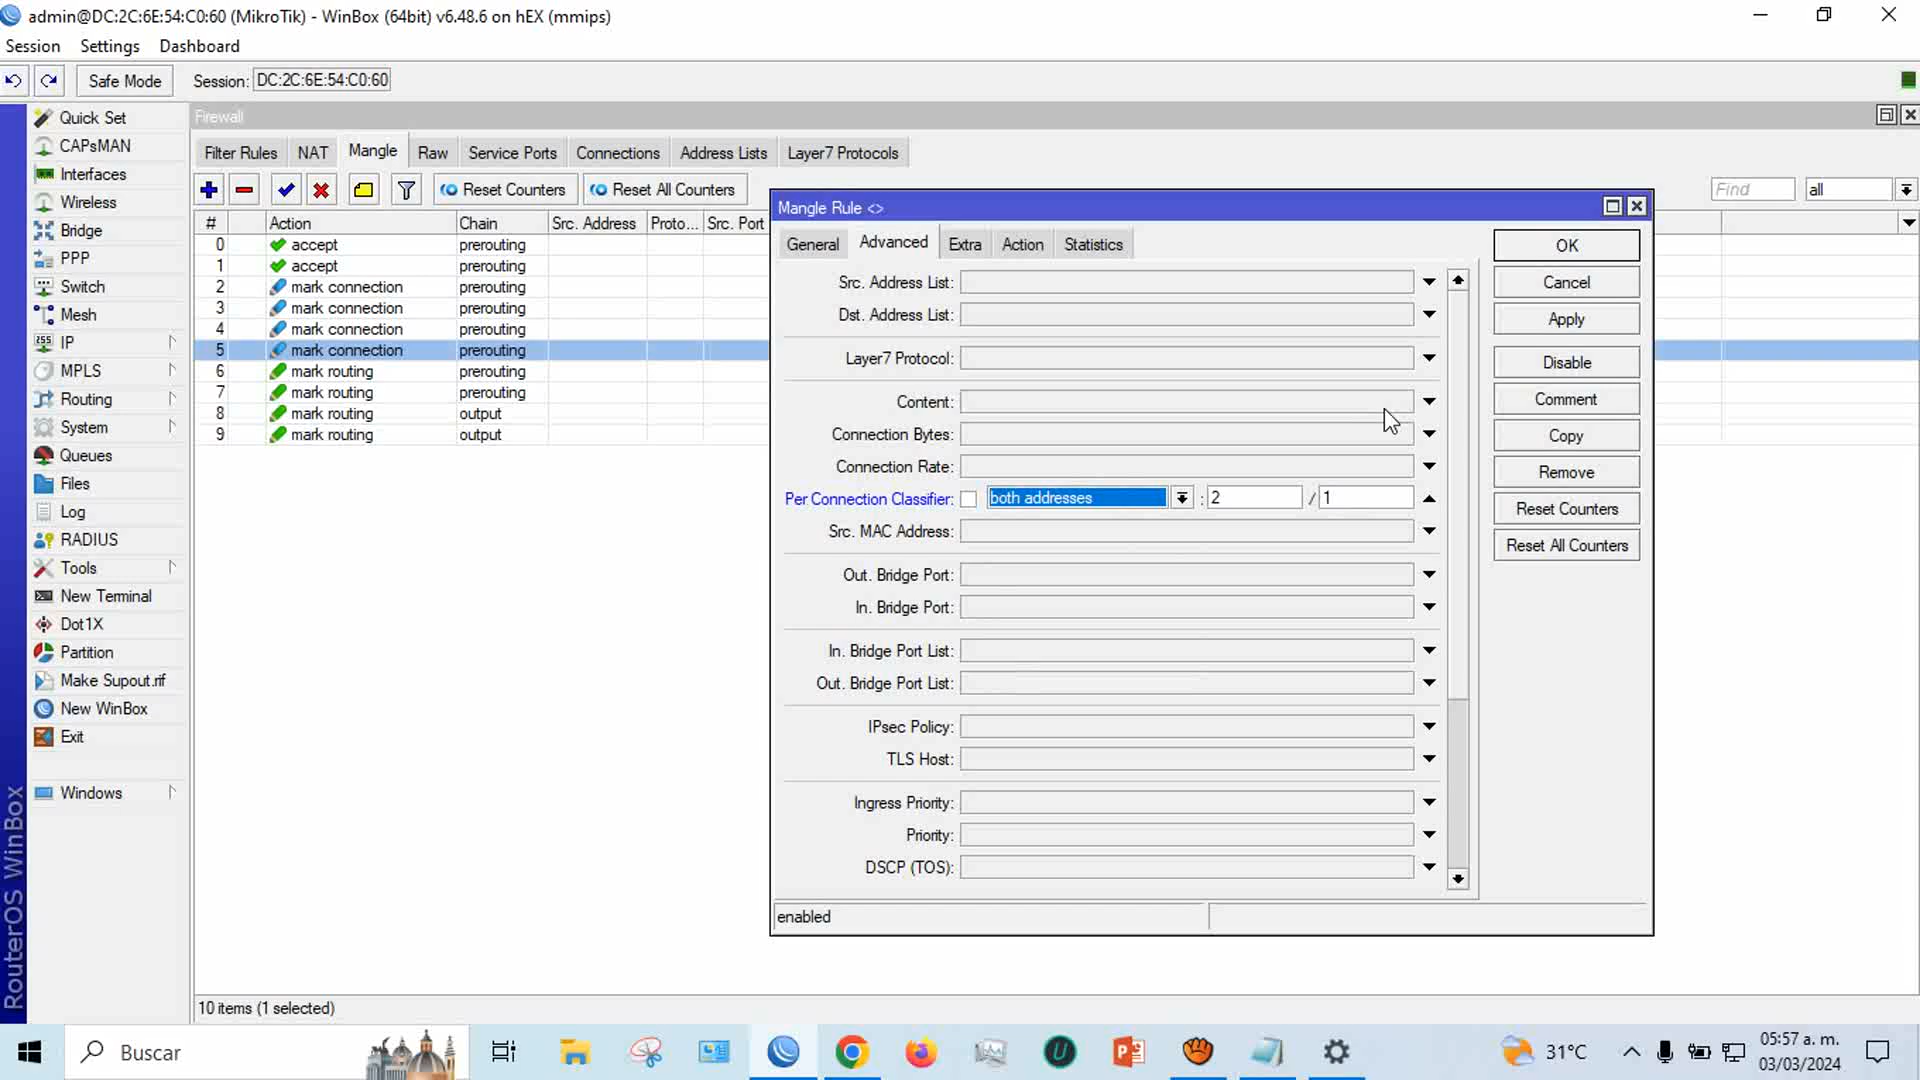 admin@DC:2C:6E:54:C0:60 (MikroTik) - WinBox (64bit) v6.48.6 on hEX (mmips)
Session Settings Dashboard
Safe Mode Session: DC:2C:6E:54:C0:60
Quick Set
CAPsMAN
Interfaces
Wireless
Bridge
PPP
Switch
Mesh
IP
MPLS
Routing
System
Queues
Files
Log
RADIUS
Tools
New Terminal
Dot1X
Partition
Make Supout.rif
New WinBox
Exit
Windows
RouterOS WinBox
Firewall
Filter Rules NAT Mangle Raw Service Ports Connections Address Lists Layer7 Protocols
Reset Counters Reset All Counters Find all
# Action Chain Src. Address Proto... Src. Port
0 accept prerouting
1 accept prerouting
2 mark connection prerouting
3 mark connection prerouting
4 mark connection prerouting
5 mark connection prerouting
6 mark routing prerouting
7 mark routing prerouting
8 mark routing output
9 mark routing output
10 items (1 selected)
Mangle Rule <>
General Advanced Extra Action Statistics
Src. Address List:
Dst. Address List:
Layer7 Protocol:
Content:
Connection Bytes:
Connection Rate:
Per Connection Classifier: both addresses : 2 / 1
Src. MAC Address:
Out. Bridge Port:
In. Bridge Port:
In. Bridge Port List:
Out. Bridge Port List:
IPsec Policy:
TLS Host:
Ingress Priority:
Priority:
DSCP (TOS):
OK
Cancel
Apply
Disable
Comment
Copy
Remove
Reset Counters
Reset All Counters
enabled
Buscar
31°C
05:57 a. m.
03/03/2024